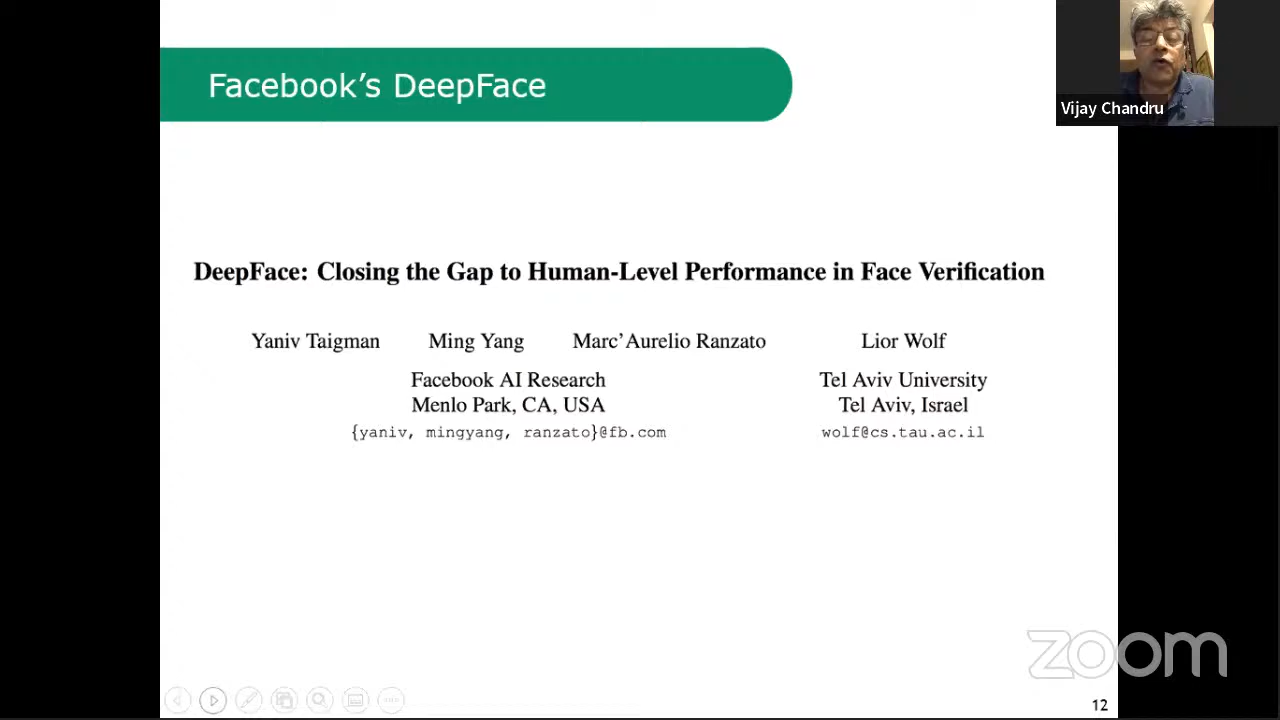 Facebook’s DeepFace
Vijay Chandru
DeepFace: Closing the Gap to Human-Level Performance in Face Verification
Yaniv Taigman Ming Yang Marc’Aurelio Ranzato Lior Wolf
Facebook AI Research Tel Aviv University
Menlo Park, CA, USA Tel Aviv, Israel
{yaniv, mingyang, ranzato}@fb.com wolf@cs.tau.ac.il
zoom
12